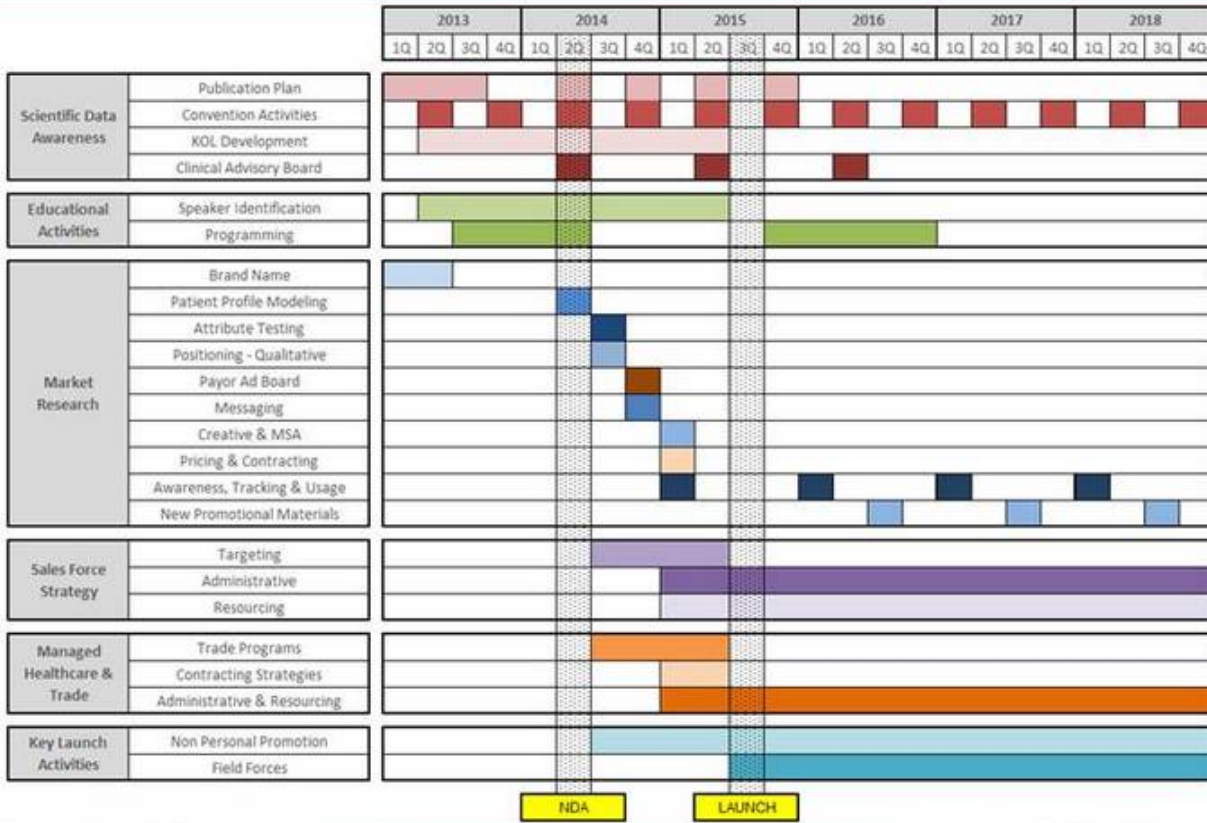 2013 2014 2015 2016 2017 2018
1Q 2Q 3Q 4Q 1Q 2Q 3Q 4Q 1Q 2Q 3Q 4Q 1Q 2Q 3Q 4Q 1Q 2Q 3Q 4Q 1Q 2Q 3Q 4Q
Scientific Data
Awareness
Publication Plan
Convention Activities
KOL Development
Clinical Advisory Board
Educational
Activities
Speaker Identification
Programming
Market
Research
Brand Name
Patient Profile Modeling
Attribute Testing
Positioning - Qualitative
Payor Ad Board
Messaging
Creative & MSA
Pricing & Contracting
Awareness, Tracking & Usage
New Promotional Materials
Sales Force
Strategy
Targeting
Administrative
Resourcing
Managed
Healthcare &
Trade
Trade Programs
Contracting Strategies
Administrative & Resourcing
Key Launch
Activities
Non Personal Promotion
Field Forces
NDA LAUNCH